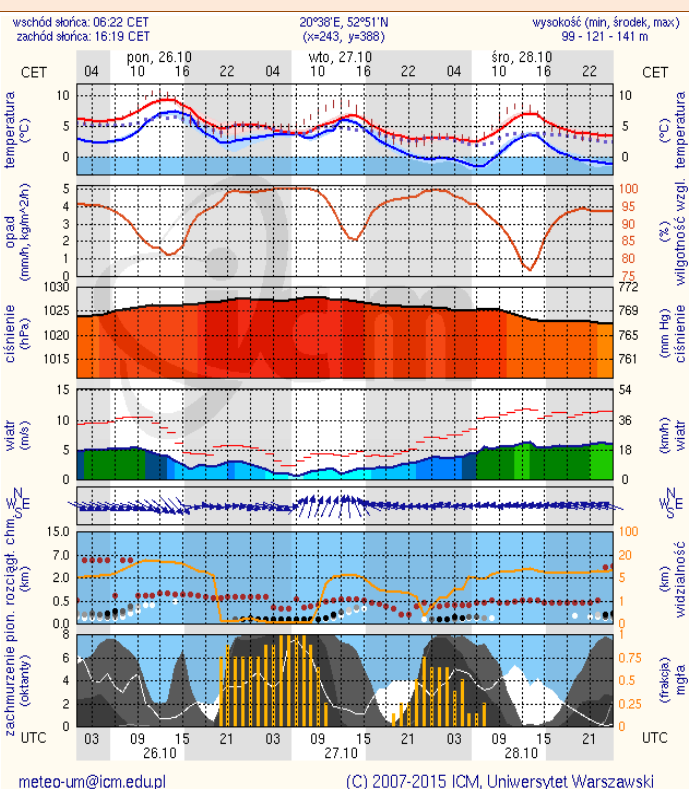 wschód słońca: 06:22 CET 20°38'E, 52°51'N wysokość (min, środek, max)
zachód słońca: 16:19 CET (x=243, y=388) 99 - 121 - 141 m
pon, 26.10 wto, 27.10 śro, 28.10
CET 04 10 16 22 04 10 16 22 04 10 16 22 CET
temperatura
(°C)
10 10
5 5
0 0
temperatura
(°C)
opad
(mm/h, kg/m^2/h)
5 100
4 95
3 90
2 85
1 80
0 75
(%)
wilgotność wzgl.
icm
ciśnienie
(hPa)
1030 772
1025 769
1020 765
1015 761
(mm Hg)
ciśnienie
wiatr
(m/s)
15 54
10 36
5 18
0 0
(km/h)
wiatr
N W E S N W E S
pion. rozciągł. chm.
(km)
15.0 100
7.0 20
2.0 5
0.5 1
0.0 0
(km)
widzialność
zachmurzenie
(oktanty)
8 1
6 0.75
4 0.5
2 0.25
0 0
(frakcja)
mgła
UTC 03 09 15 21 03 09 15 21 03 09 15 21 UTC
26.10 27.10 28.10
meteo-um@icm.edu.pl (C) 2007-2015 ICM, Uniwersytet Warszawski